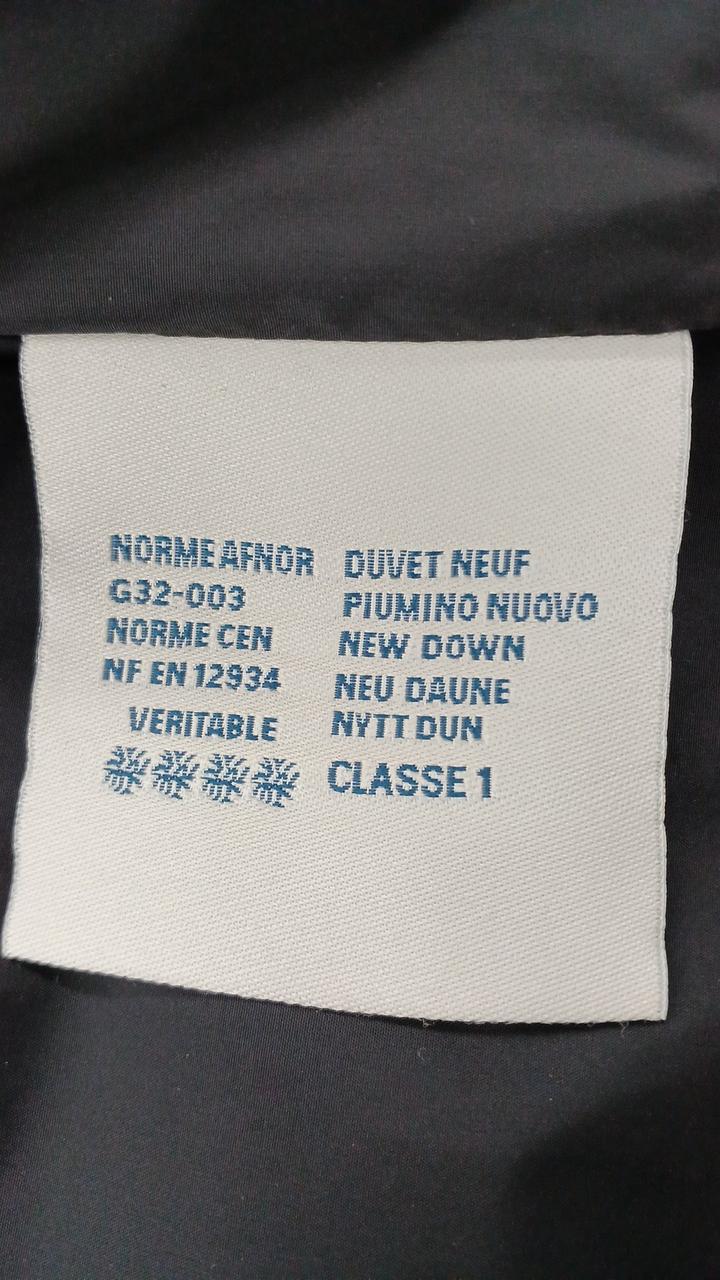 NORME AFNOR
G32-003
NORME CEN
NF EN 12934
VERITABLE
DUVET NEUF
PIUMINO NUOVO
NEW DOWN
NEU DAUNE
NYTT DUN
CLASSE 1